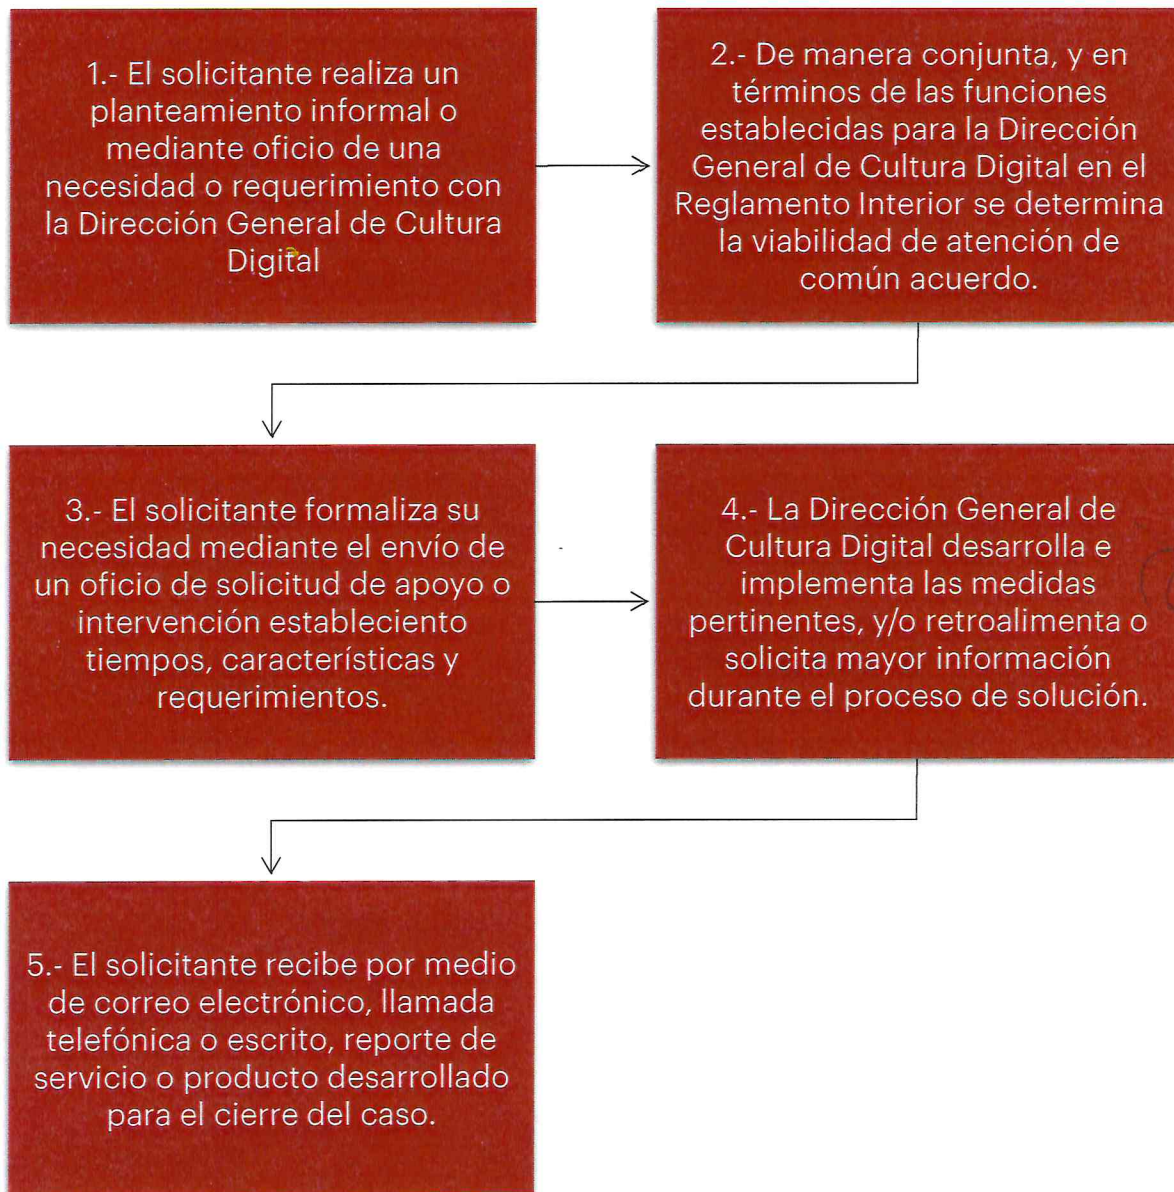 1.- El solicitante realiza un
planteamiento informal o
mediante oficio de una
necesidad o requerimiento con
la Dirección General de Cultura
Digital
2.- De manera conjunta, y en
términos de las funciones
establecidas para la Dirección
General de Cultura Digital en el
Reglamento Interior se determina
la viabilidad de atención de
común acuerdo.
3.- El solicitante formaliza su
necesidad mediante el envío de
un oficio de solicitud de apoyo o
intervención estableciento
tiempos, características y
requerimientos.
4.- La Dirección General de
Cultura Digital desarrolla e
implementa las medidas
pertinentes, y/o retroalimenta o
solicita mayor información
durante el proceso de solución.
5.- El solicitante recibe por medio
de correo electrónico, llamada
telefónica o escrito, reporte de
servicio o producto desarrollado
para el cierre del caso.